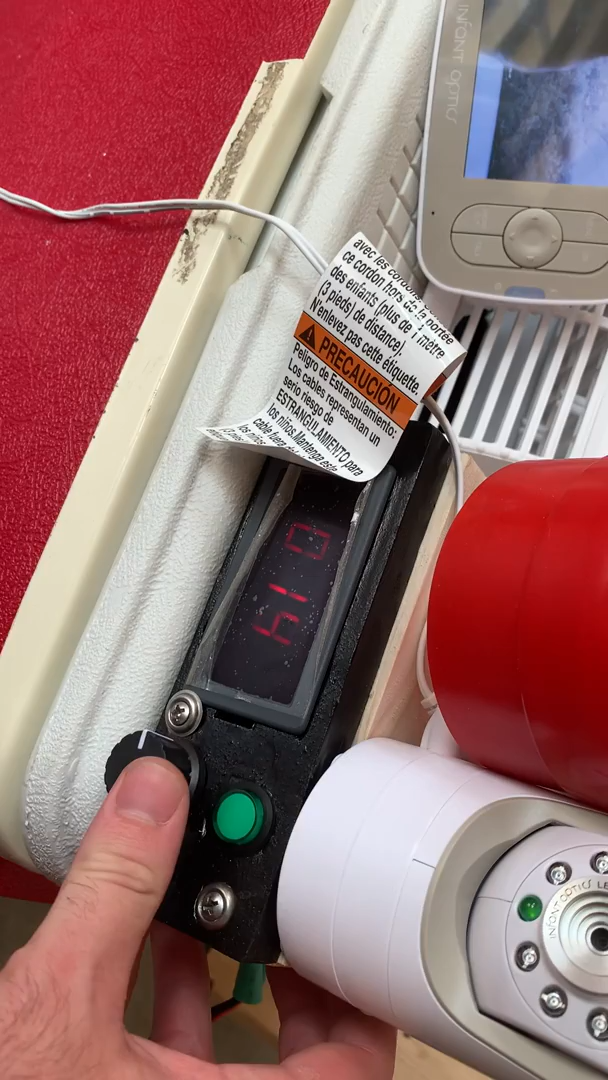 INFANT OPTICS
avec les cordons
ce cordon hors de la portée
des enfants (plus de 1 mètre
(3 pieds) de distance).
N'enlevez pas cette étiquette.
PRECAUCIÓN
Peligro de Estrangulamiento:
Los cables representan un
serio riesgo de
ESTRANGULAMIENTO para
los niños.Mantenga este
cable fuera
INFANT OPTICS